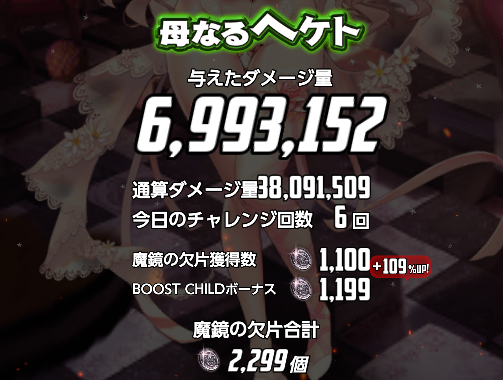 母なるヘケト
与えたダメージ量
6,993,152
通算ダメージ量38,091,509
今日のチャレンジ回数 6回
魔鏡の欠片獲得数 1,100 +109%UP!
BOOST CHILDボーナス 1,199
魔鏡の欠片合計
2,299個